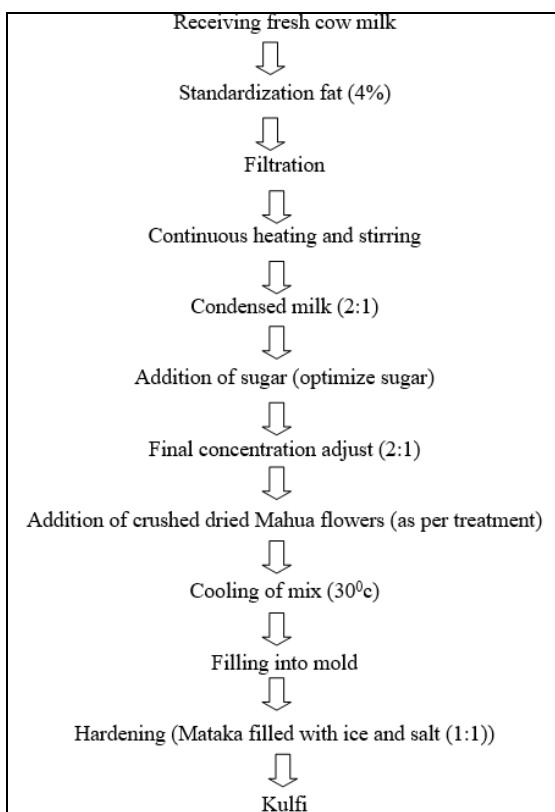 Receiving fresh cow milk
Standardization fat (4%)
Filtration
Continuous heating and stirring
Condensed milk (2:1)
Addition of sugar (optimize sugar)
Final concentration adjust (2:1)
Addition of crushed dried Mahua flowers (as per treatment)
Cooling of mix (30⁰c)
Filling into mold
Hardening (Mataka filled with ice and salt (1:1))
Kulfi